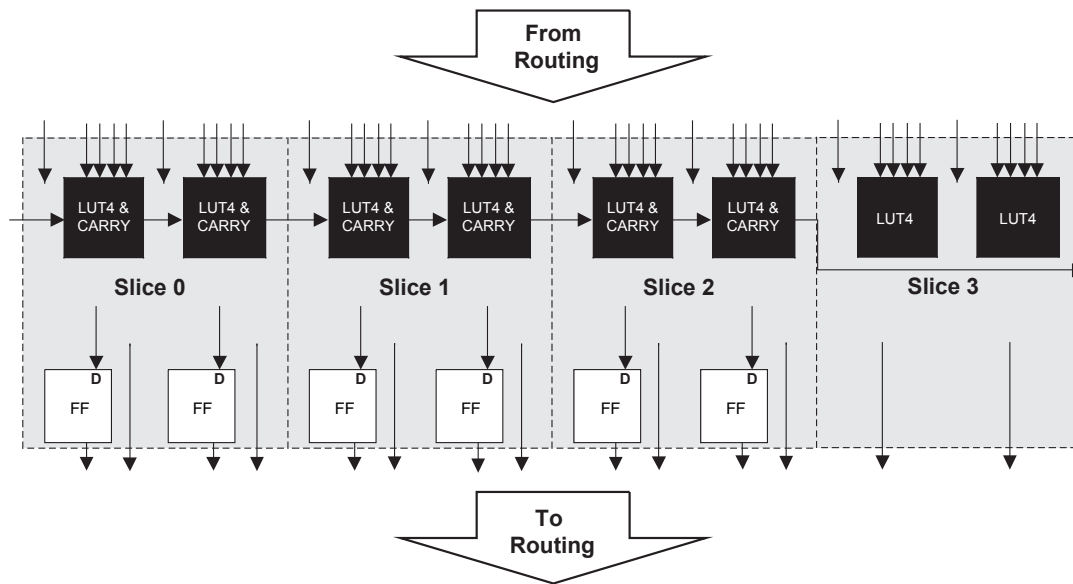 From
Routing
LUT4 &
CARRY
LUT4 &
CARRY
LUT4 &
CARRY
LUT4 &
CARRY
LUT4 &
CARRY
LUT4 &
CARRY
LUT4
LUT4
Slice 0
Slice 1
Slice 2
Slice 3
D
FF
D
FF
D
FF
D
FF
D
FF
D
FF
To
Routing